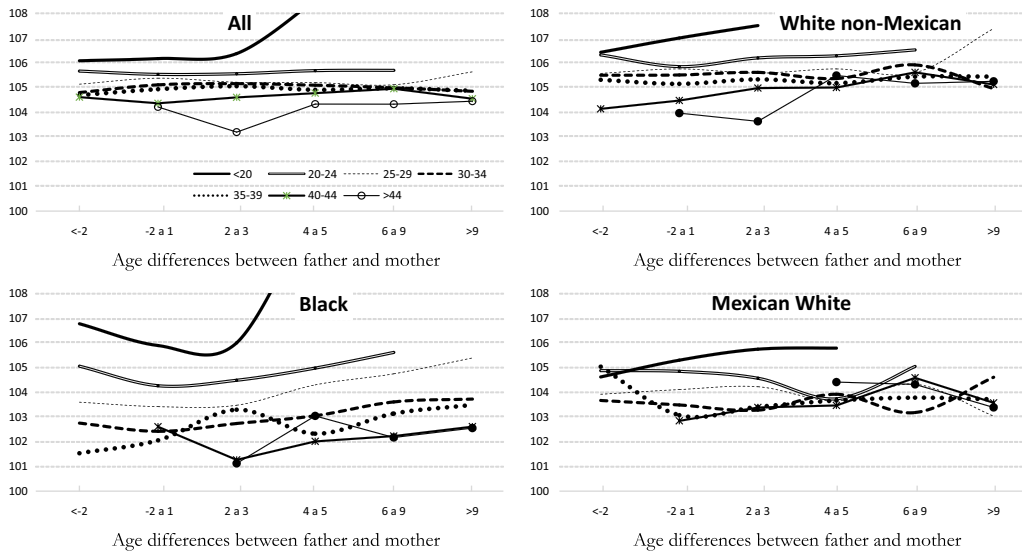 All
108
107
106
105
104
103
102
101
100
<20 20-24 25-29 30-34
35-39 40-44 >44
<-2 -2 a 1 2 a 3 4 a 5 6 a 9 >9
Age differences between father and mother
White non-Mexican
108
107
106
105
104
103
102
101
100
<-2 -2 a 1 2 a 3 4 a 5 6 a 9 >9
Age differences between father and mother
Black
108
107
106
105
104
103
102
101
100
<-2 -2 a 1 2 a 3 4 a 5 6 a 9 >9
Age differences between father and mother
Mexican White
108
107
106
105
104
103
102
101
100
<-2 -2 a 1 2 a 3 4 a 5 6 a 9 >9
Age differences between father and mother